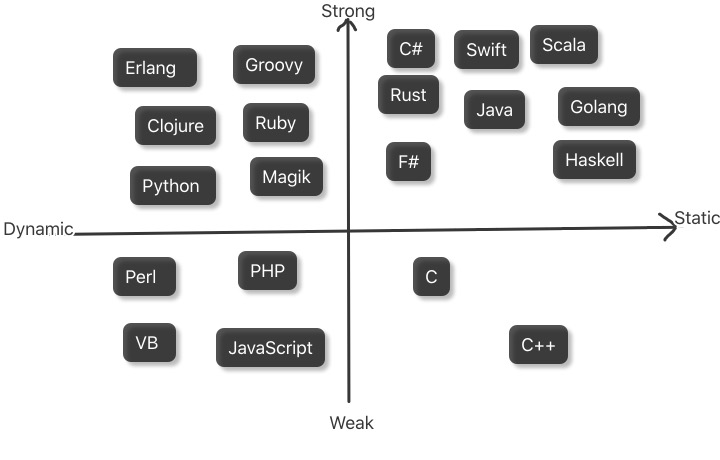 Strong
C#
Swift
Scala
Erlang
Groovy
Rust
Java
Golang
Clojure
Ruby
F#
Haskell
Python
Magik
Dynamic
Static
Perl
PHP
C
VB
JavaScript
C++
Weak